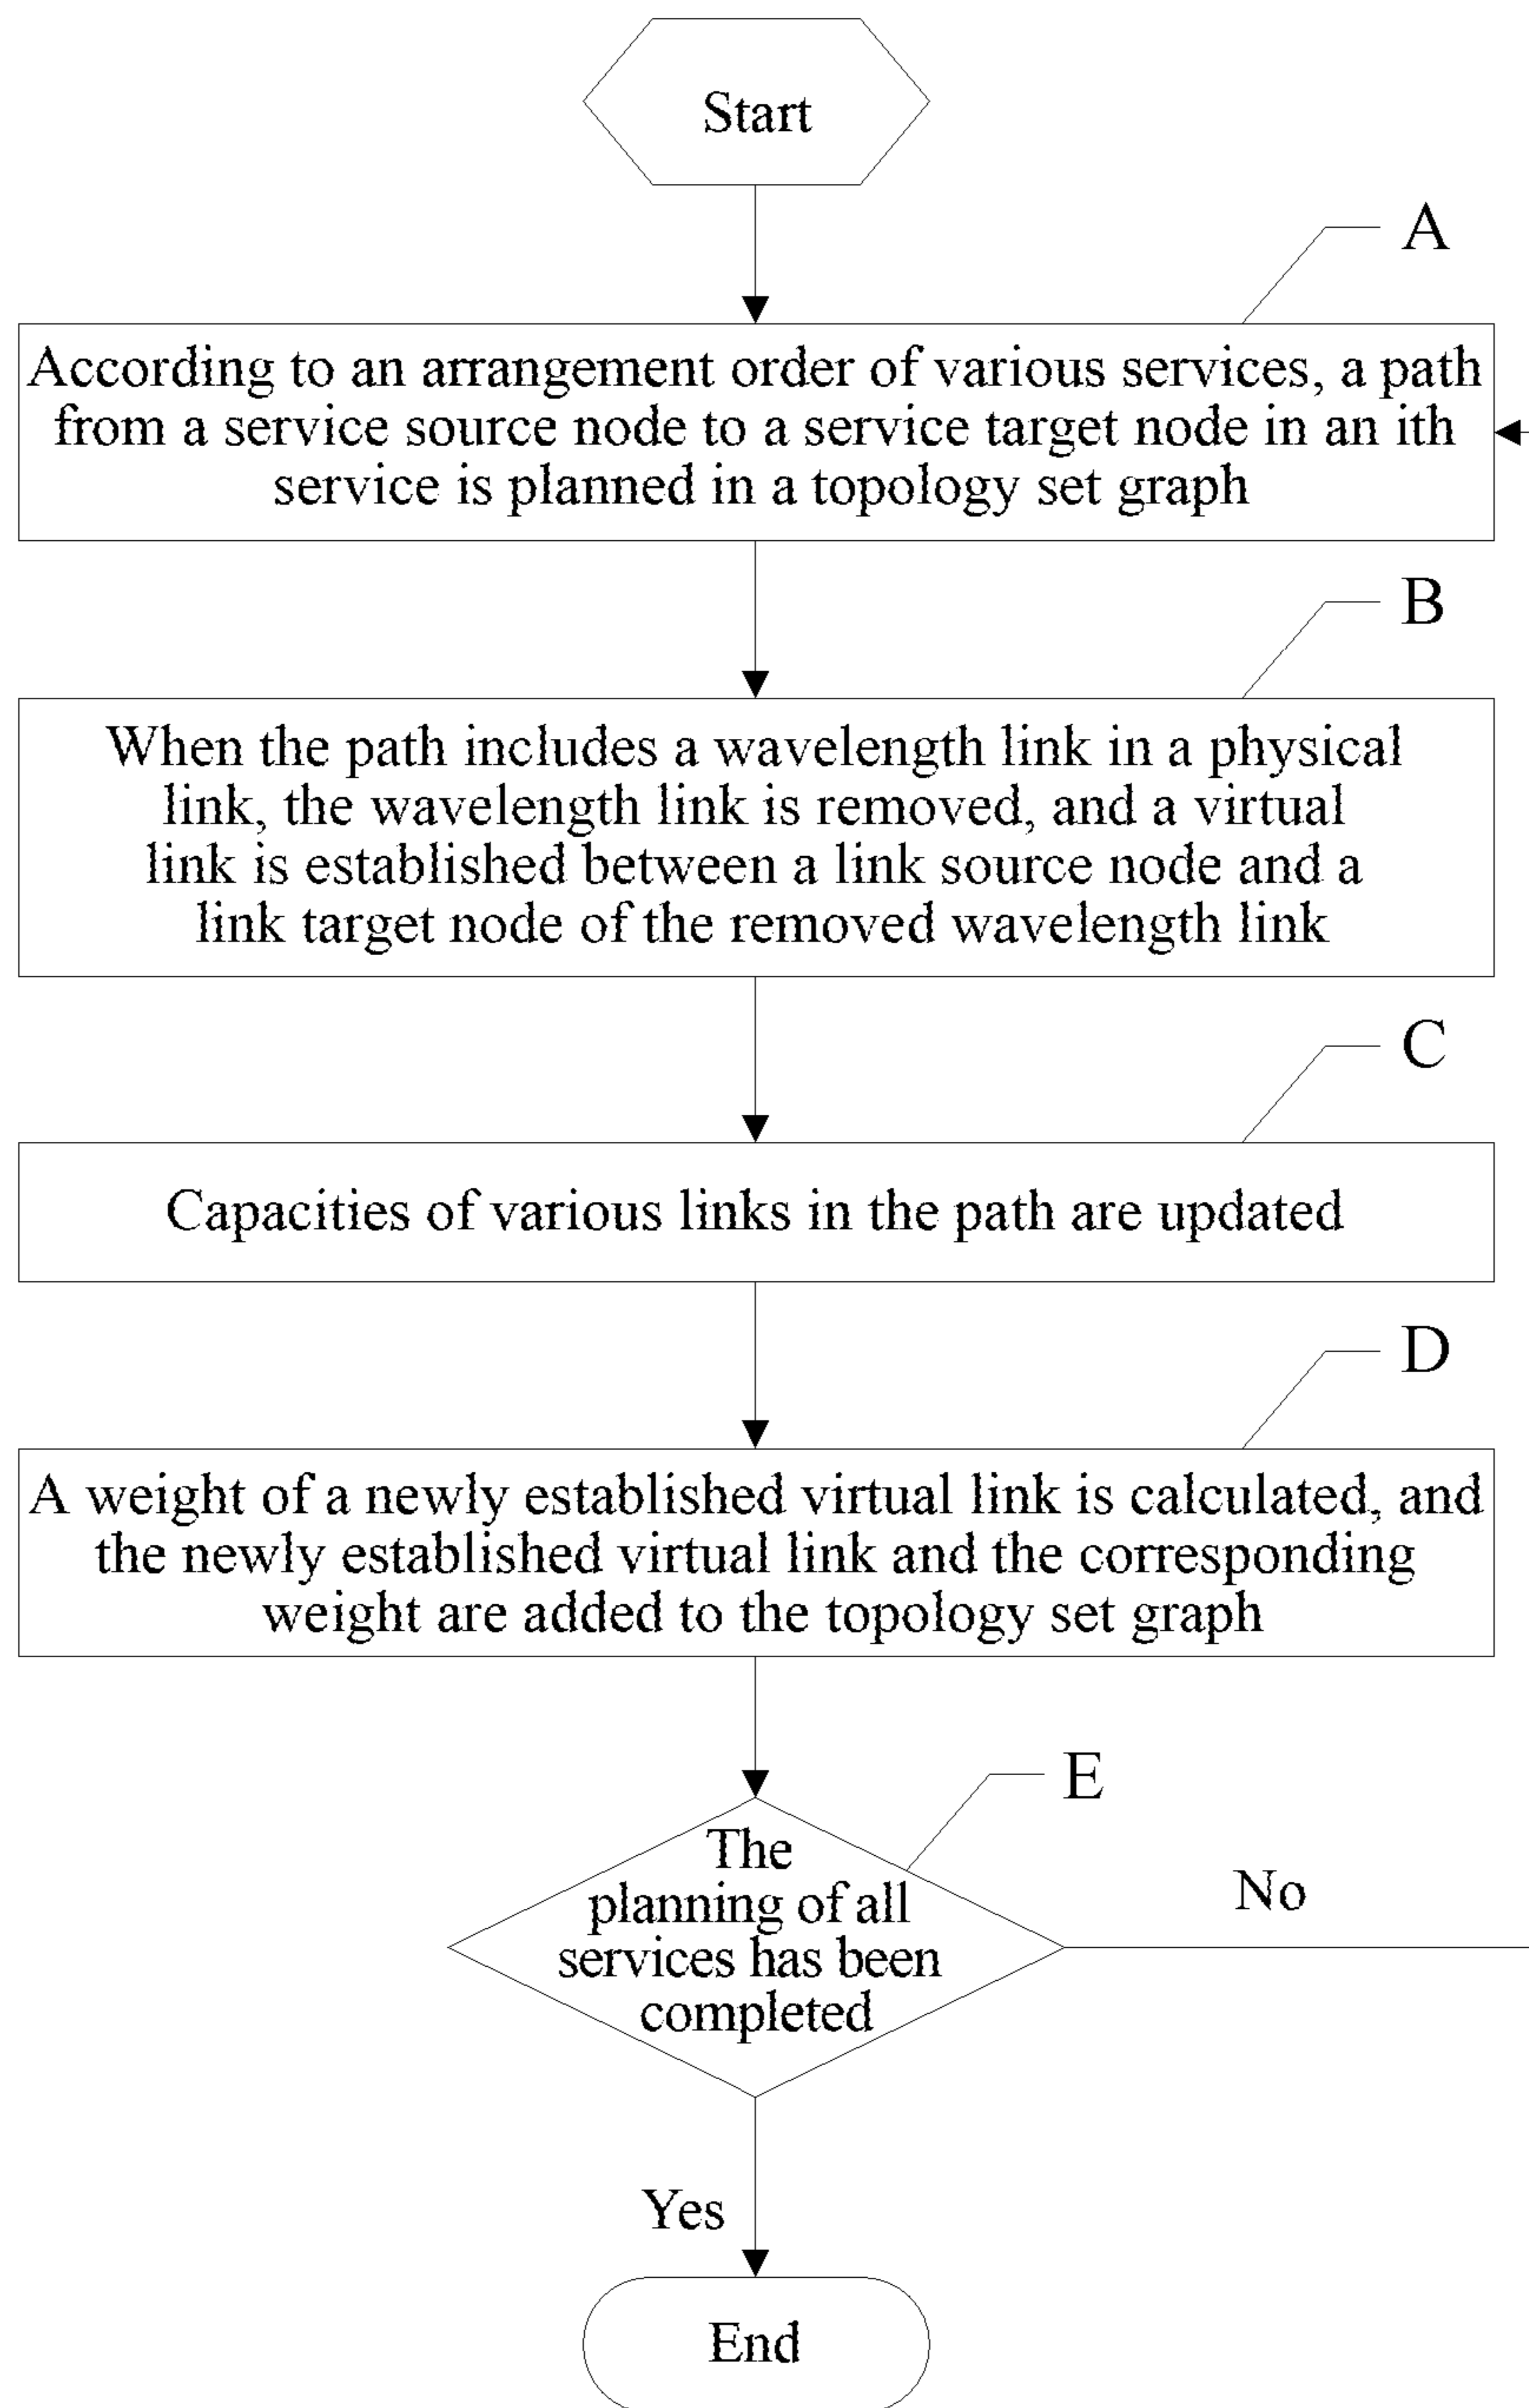 Start
A
According to an arrangement order of various services, a path
from a service source node to a service target node in an ith
service is planned in a topology set graph
B
When the path includes a wavelength link in a physical
link, the wavelength link is removed, and a virtual
link is established between a link source node and a
link target node of the removed wavelength link
C
Capacities of various links in the path are updated
D
A weight of a newly established virtual link is calculated, and
the newly established virtual link and the corresponding
weight are added to the topology set graph
E
The
planning of all
services has been
completed
No
Yes
End